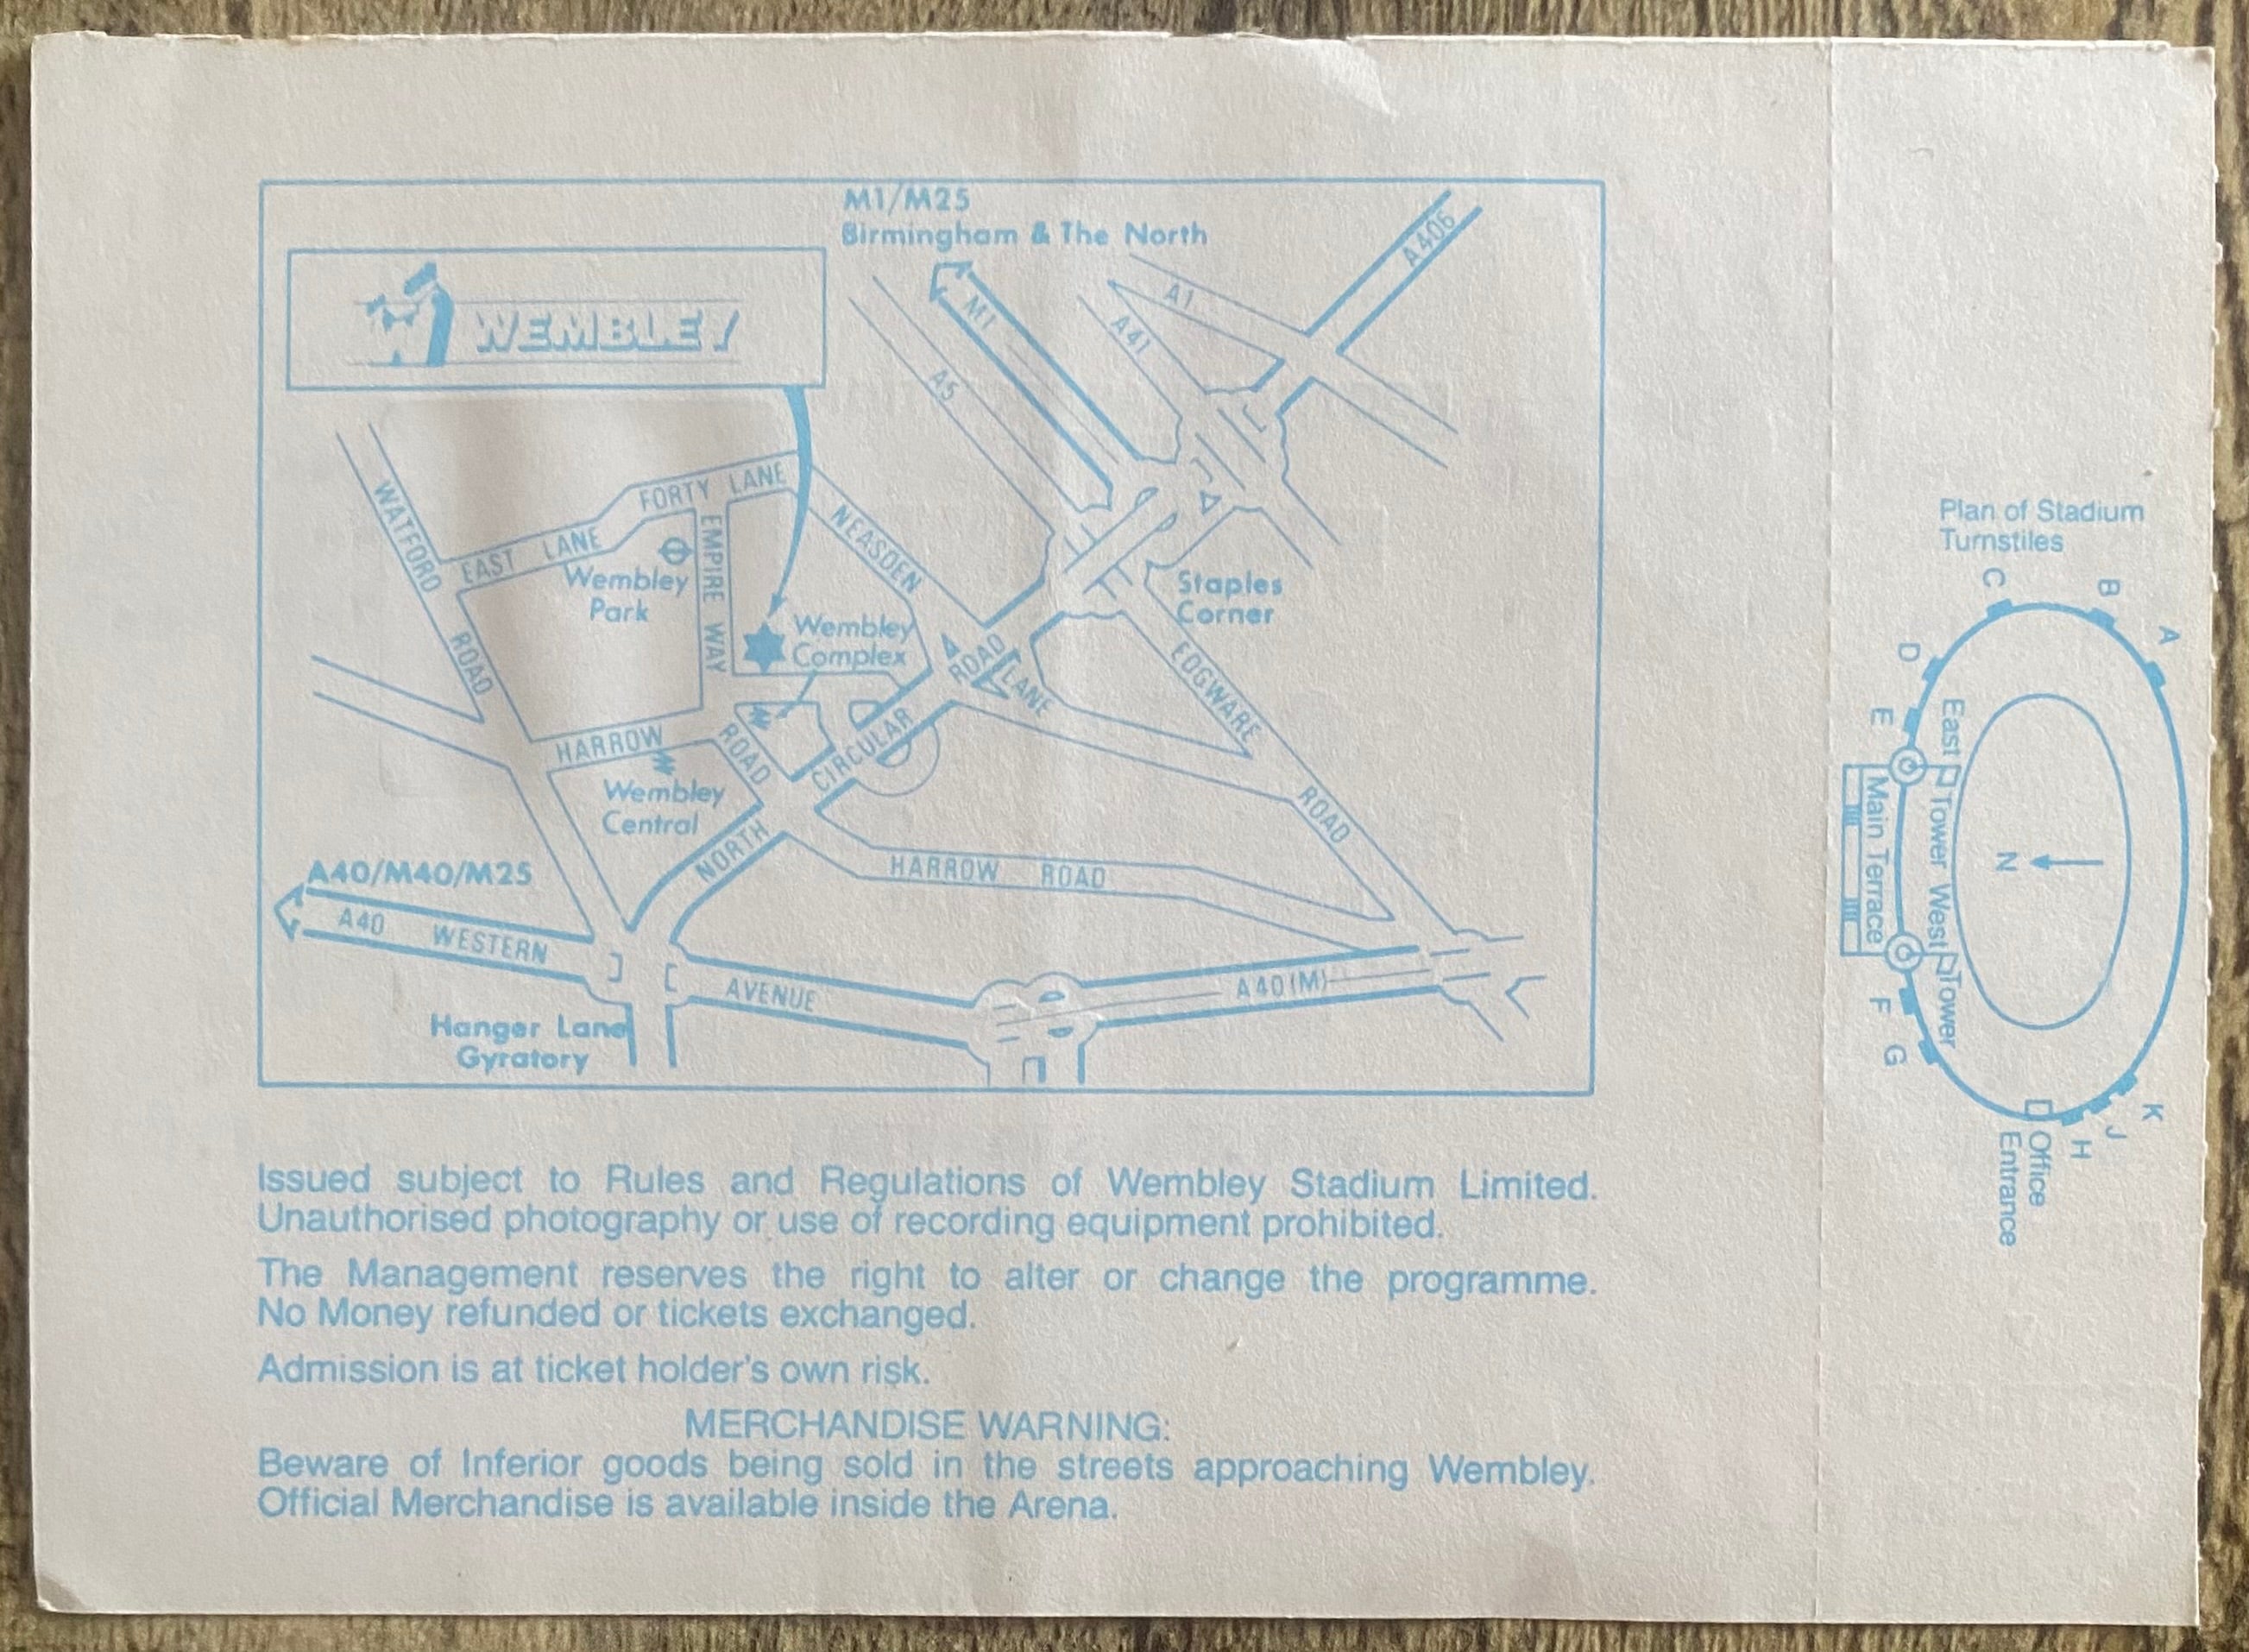 M1/M25
Birmingham & The North
WEMBLEY
A406
A1
M1
A41
A5
FORTY LANE
WATFORD
ROAD
EAST LANE
EMPIRE WAY
NEASDEN
LANE
Wembley
Park
Staples
Corner
Wembley
Complex
EDGWARE
ROAD
HARROW
ROAD
Wembley
Central
NORTH
CIRCULAR
ROAD
HARROW ROAD
A40/M40/M25
A40 WESTERN
AVENUE
A40(M)
Hanger Lane
Gyratory
Issued subject to Rules and Regulations of Wembley Stadium Limited.
Unauthorised photography or use of recording equipment prohibited.
The Management reserves the right to alter or change the programme.
No Money refunded or tickets exchanged.
Admission is at ticket holder's own risk.
MERCHANDISE WARNING:
Beware of Inferior goods being sold in the streets approaching Wembley.
Official Merchandise is available inside the Arena.
Plan of Stadium
Turnstiles
A
B
C
D
E
East Tower
West Tower
Main Terrace
N
F
G
H
J
K
Office
Entrance